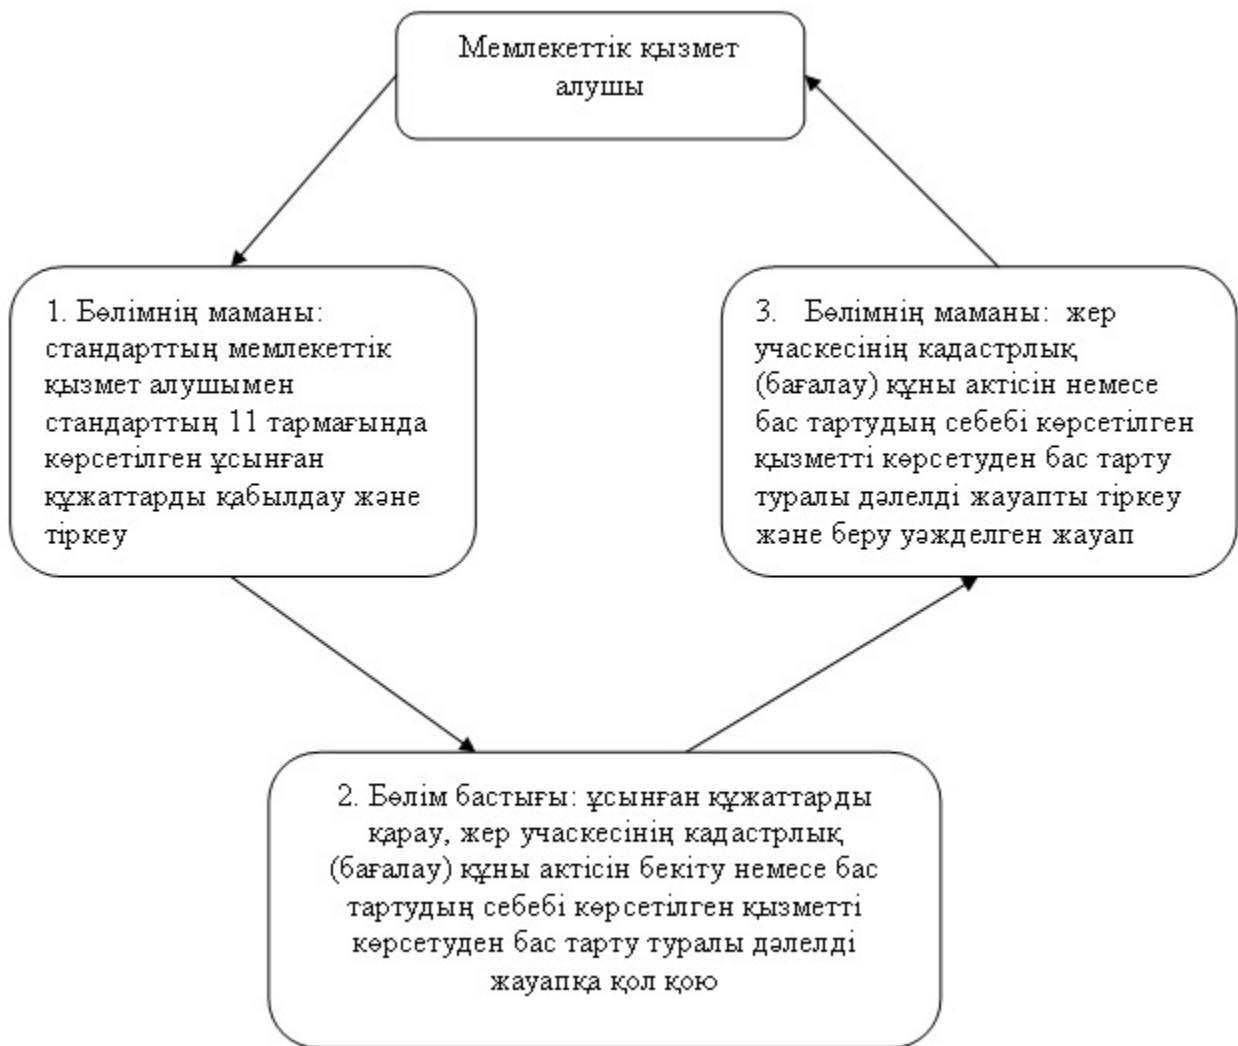 Мемлекеттік қызмет
алушы
1. Бөлімнің маманы:
стандарттың мемлекеттік
қызмет алушымен
стандарттың 11 тармағында
көрсетілген ұсынған
құжаттарды қабылдау және
тіркеу
3. Бөлімнің маманы: жер
учаскесінің кадастрлық
(бағалау) құны актісін немесе
бас тартудың себебі көрсетілген
қызметті көрсетуден бас тарту
туралы дәлелді жауапты тіркеу
және беру уәжделген жауап
2. Бөлім бастығы: ұсынған құжаттарды
қарау, жер учаскесінің кадастрлық
(бағалау) құны актісін бекіту немесе бас
тартудың себебі көрсетілген қызметті
көрсетуден бас тарту туралы дәлелді
жауапқа қол қою